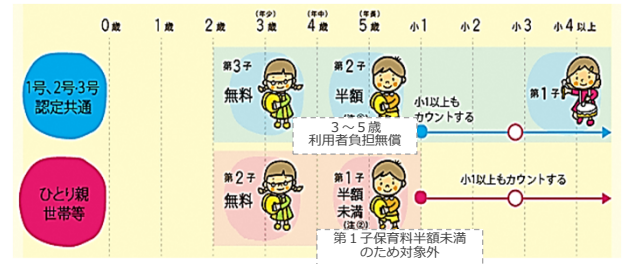 (年少) (年中) (年長)
0歳 1歳 2歳 3歳 4歳 5歳 小1 小2 小3 小4以上
1号、2号・3号
認定共通
第3子
無料
第2子
半額
小1以上も
カウントする
第1子
3～5歳
利用者負担無償
ひとり親
世帯等
第2子
無料
第1子
半額
未満
(注②)
小1以上もカウントする
第1子保育料半額未満
のため対象外